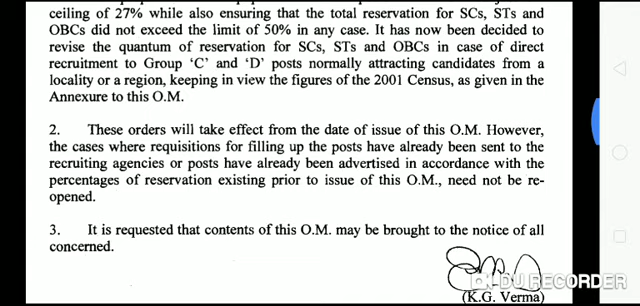 ceiling of 27% while also ensuring that the total reservation for SCs, STs and
OBCs did not exceed the limit of 50% in any case. It has now been decided to
revise the quantum of reservation for SCs, STs and OBCs in case of direct
recruitment to Group ‘C’ and ‘D’ posts normally attracting candidates from a
locality or a region, keeping in view the figures of the 2001 Census, as given in the
Annexure to this O.M.
2. These orders will take effect from the date of issue of this O.M. However,
the cases where requisitions for filling up the posts have already been sent to the
recruiting agencies or posts have already been advertised in accordance with the
percentages of reservation existing prior to issue of this O.M., need not be re-
opened.
3. It is requested that contents of this O.M. may be brought to the notice of all
concerned.
DU RECORDER
(K.G. Verma)